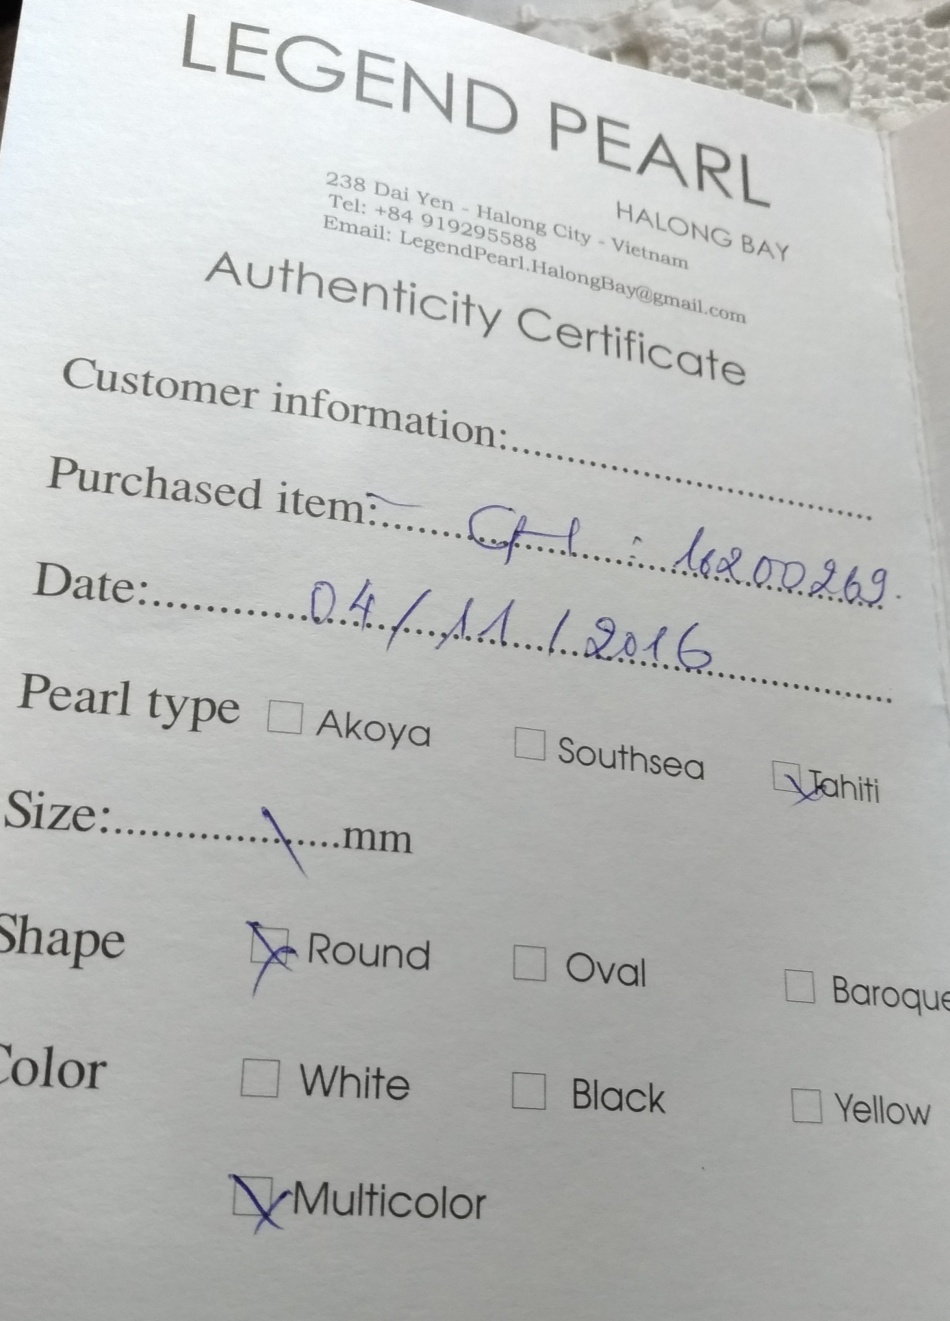 LEGEND PEARL
HALONG BAY
238 Dai Yen - Halong City - Vietnam
Tel: +84 919295588
Email: LegendPearl.HalongBay@gmail.com
Authenticity Certificate
Customer information:
Purchased item: : 16200269.
Date: 04/11/2016
Pearl type Akoya Southsea Tahiti
Size: mm
Shape Round Oval Baroque
Color White Black Yellow
Multicolor